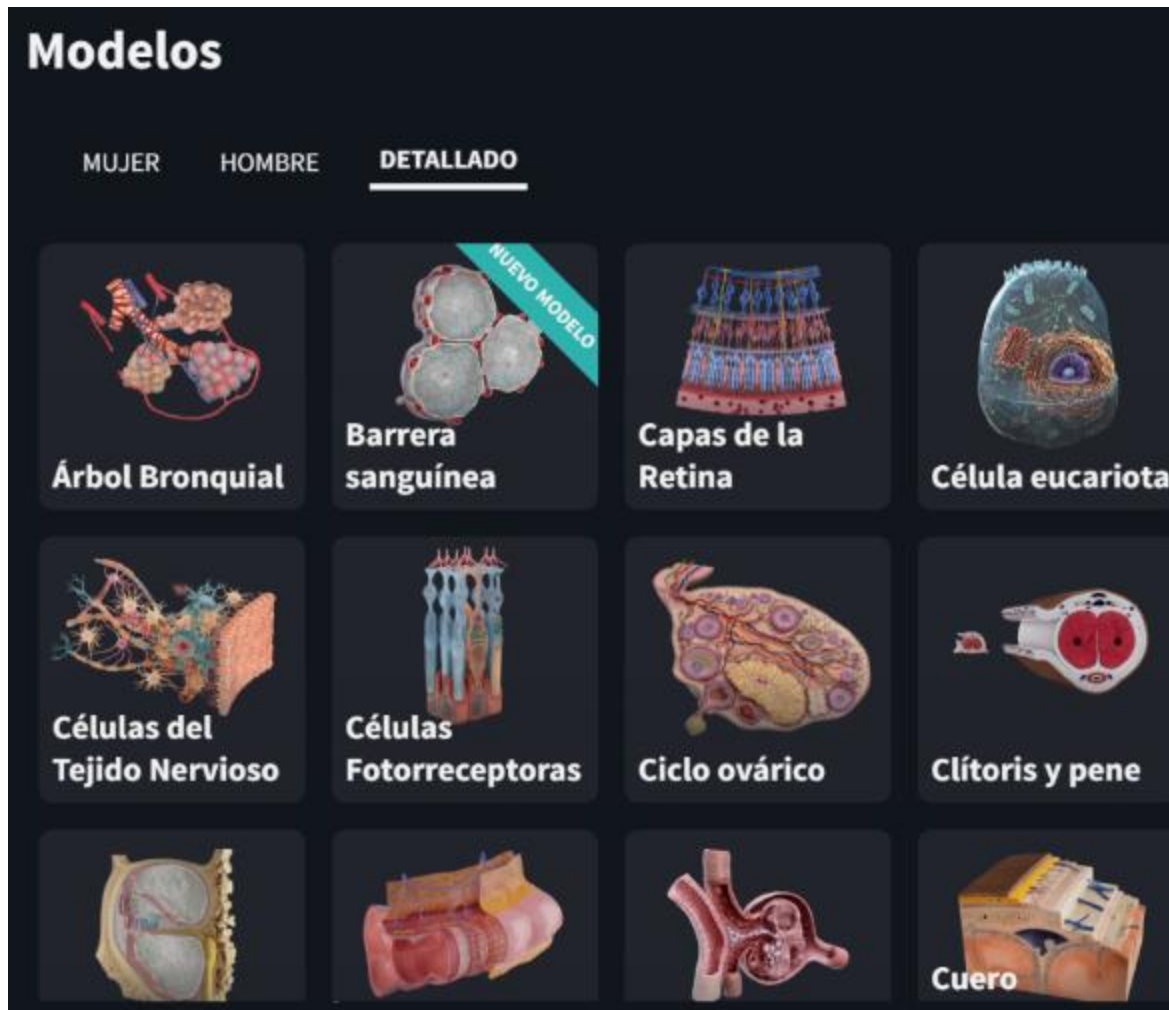 Modelos
MUJER HOMBRE DETALLADO
NUEVO MODELO
Árbol Bronquial
Barrera
sanguínea
Capas de la
Retina
Célula eucariota
Células del
Tejido Nervioso
Células
Fotorreceptoras
Ciclo ovárico
Clítoris y pene
Cuero